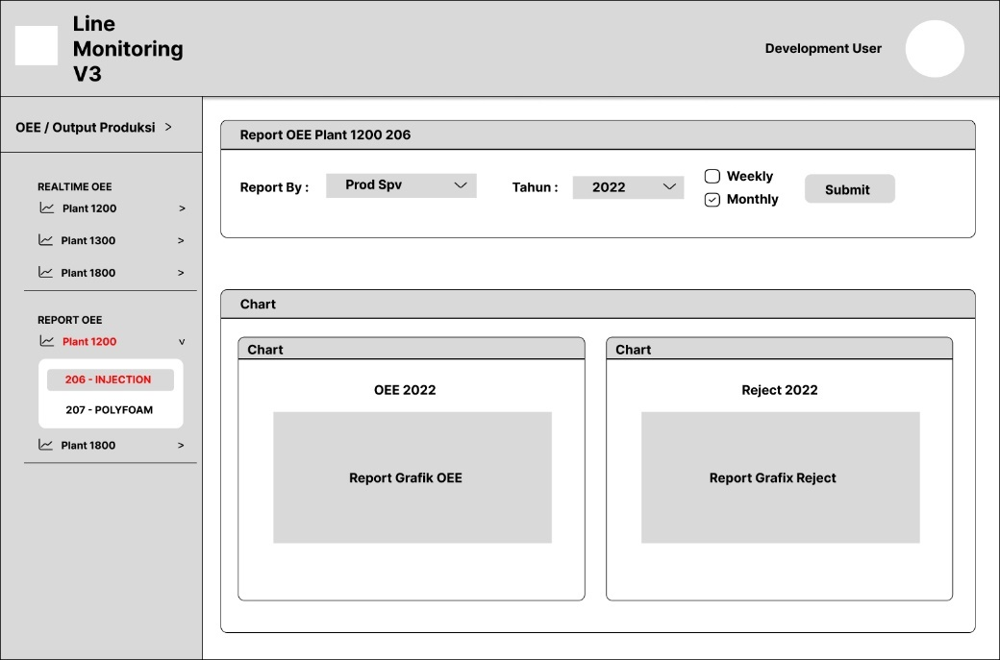 Line
Monitoring
V3
Development User
OEE / Output Produksi >
REALTIME OEE
Plant 1200 >
Plant 1300 >
Plant 1800 >
REPORT OEE
Plant 1200 v
206 - INJECTION
207 - POLYFOAM
Plant 1800 >
Report OEE Plant 1200 206
Report By : Prod Spv
Tahun : 2022
Weekly
Monthly
Submit
Chart
Chart
OEE 2022
Report Grafik OEE
Chart
Reject 2022
Report Grafix Reject